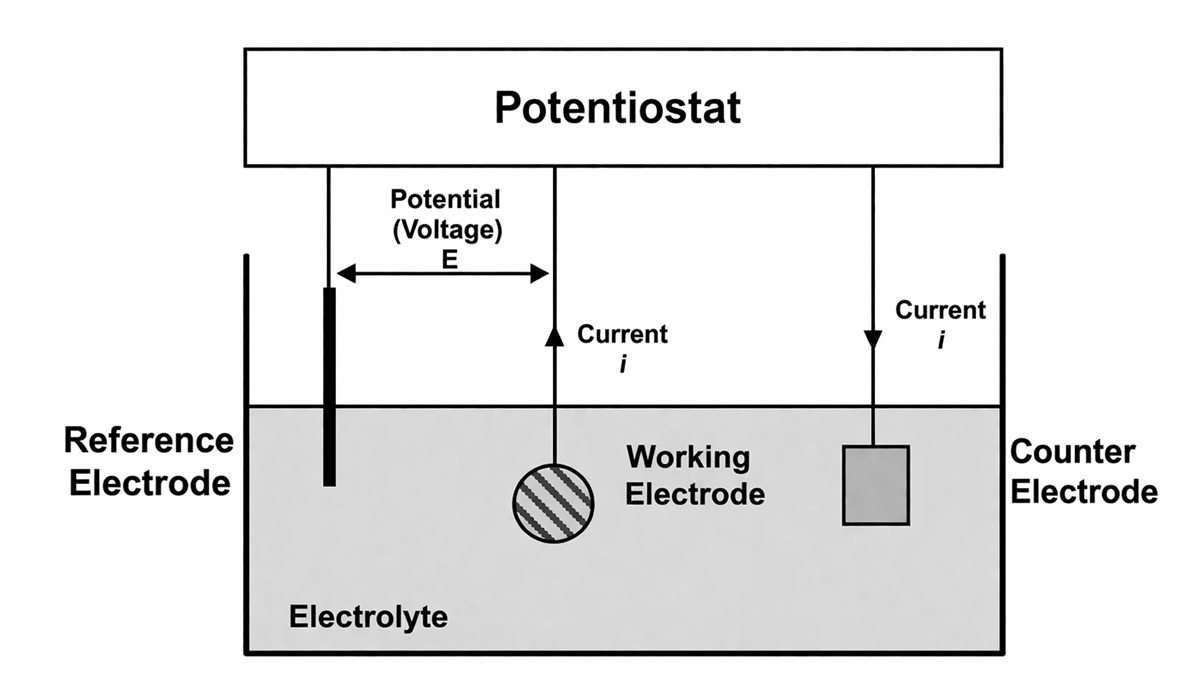 Potentiostat
Potential
(Voltage)
E
Current
i
Current
i
Reference
Electrode
Working
Electrode
Counter
Electrode
Electrolyte